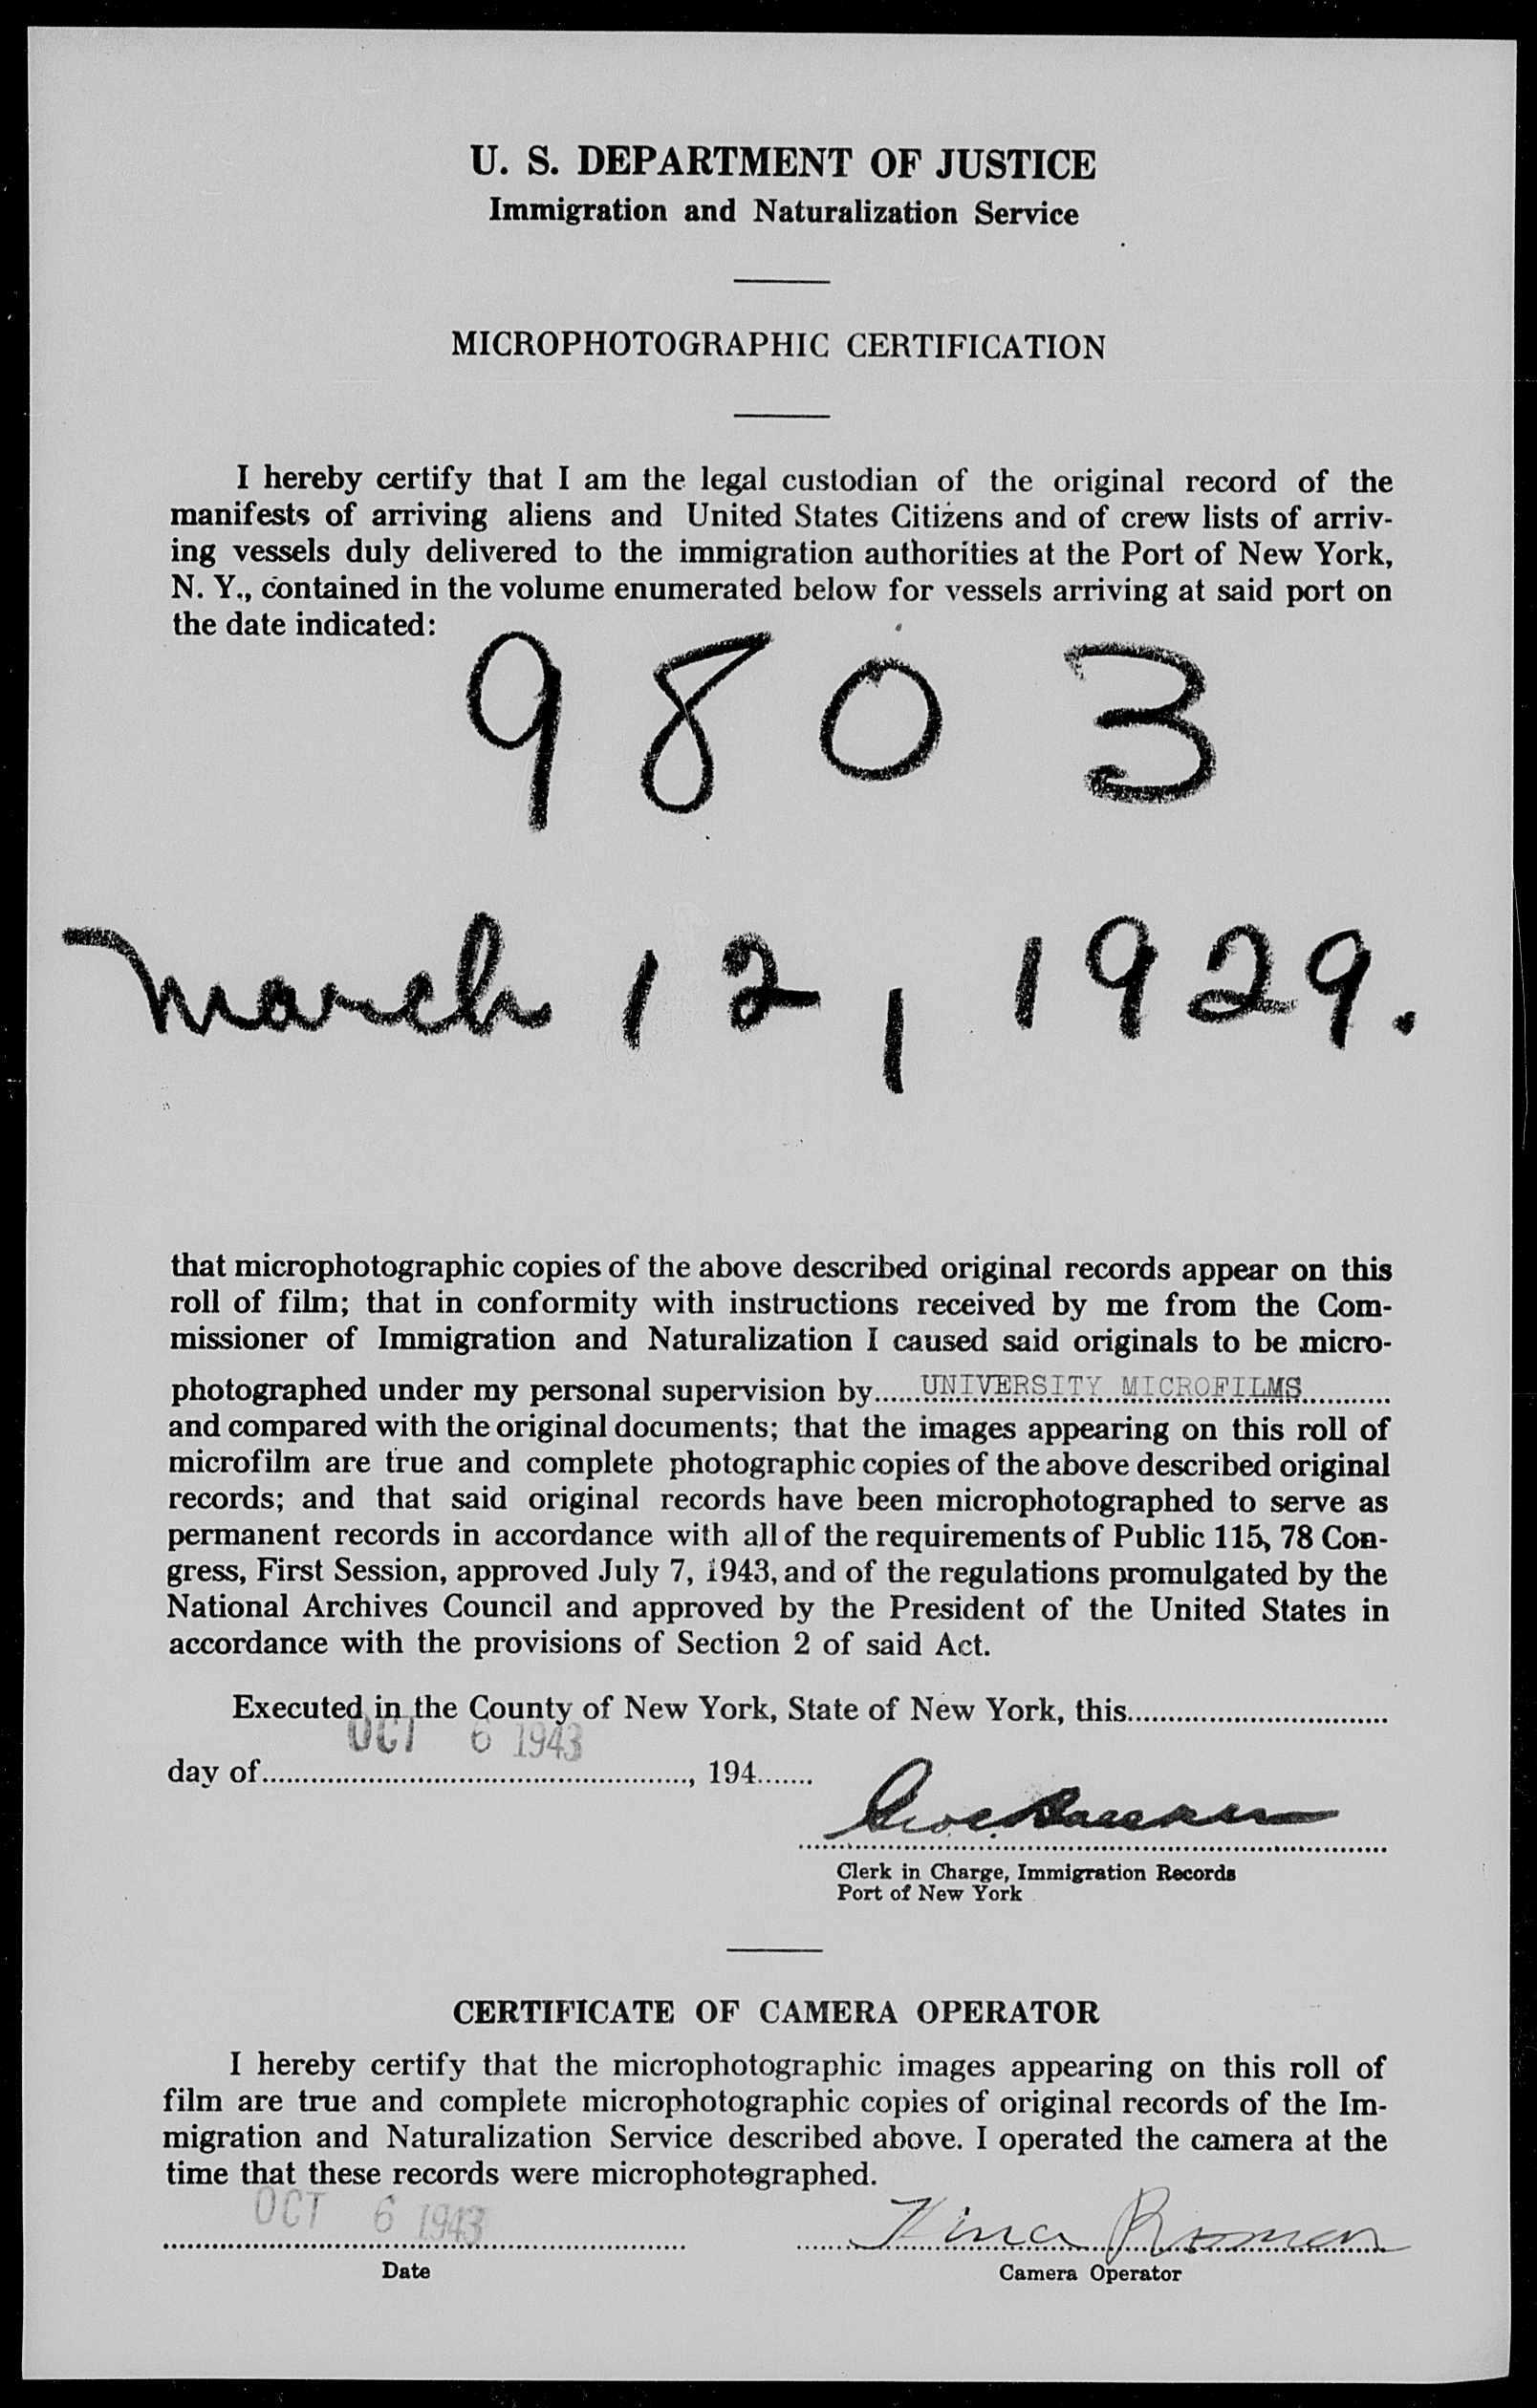 U. S. DEPARTMENT OF JUSTICE
Immigration and Naturalization Service
MICROPHOTOGRAPHIC CERTIFICATION
I hereby certify that I am the legal custodian of the original record of the
manifests of arriving aliens and United States Citizens and of crew lists of arriv-
ing vessels duly delivered to the immigration authorities at the Port of New York,
N. Y., contained in the volume enumerated below for vessels arriving at said port on
the date indicated:
9803
March 12, 1929.
that microphotographic copies of the above described original records appear on this
roll of film; that in conformity with instructions received by me from the Com-
missioner of Immigration and Naturalization I caused said originals to be micro-
photographed under my personal supervision by......UNIVERSITY MICROFILMS...........
and compared with the original documents; that the images appearing on this roll of
microfilm are true and complete photographic copies of the above described original
records; and that said original records have been microphotographed to serve as
permanent records in accordance with all of the requirements of Public 115, 78 Con-
gress, First Session, approved July 7, 1943, and of the regulations promulgated by the
National Archives Council and approved by the President of the United States in
accordance with the provisions of Section 2 of said Act.
Executed in the County of New York, State of New York, this................................
OCT 6 1943
day of....................................................., 194.......
Clerk in Charge, Immigration Records
Port of New York
CERTIFICATE OF CAMERA OPERATOR
I hereby certify that the microphotographic images appearing on this roll of
film are true and complete microphotographic copies of original records of the Im-
migration and Naturalization Service described above. I operated the camera at the
time that these records were microphotographed.
OCT 6 1943
Roman
Date
Camera Operator